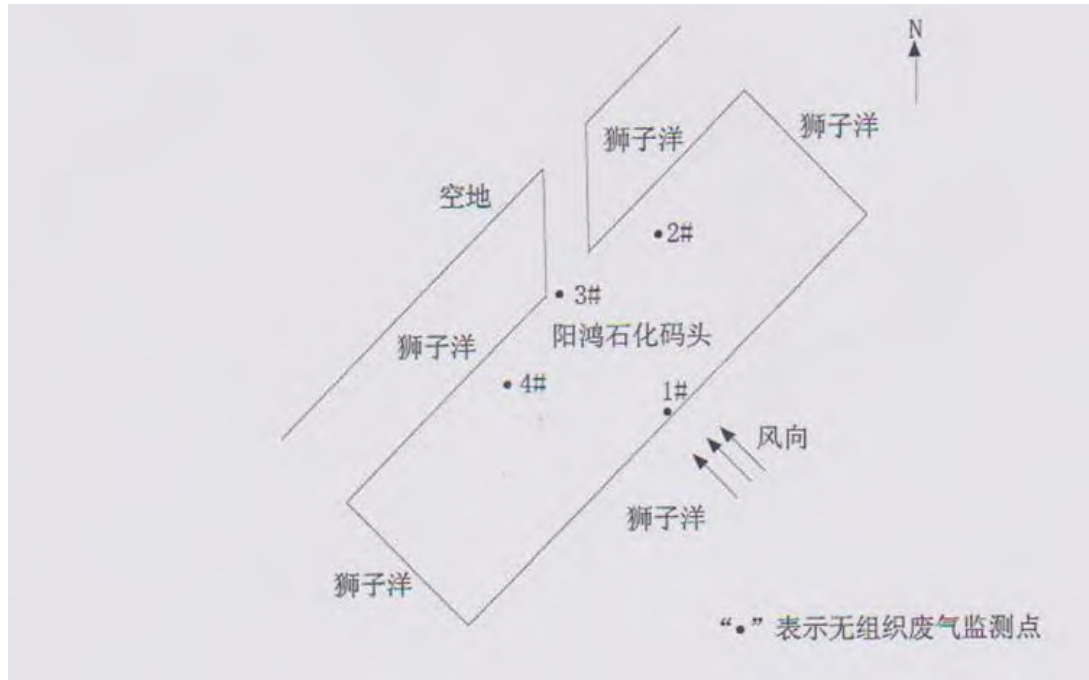 N
狮子洋
狮子洋
空地
•2#
•3#
阳鸿石化码头
狮子洋
•4#
1#
风向
狮子洋
狮子洋
“•”表示无组织废气监测点